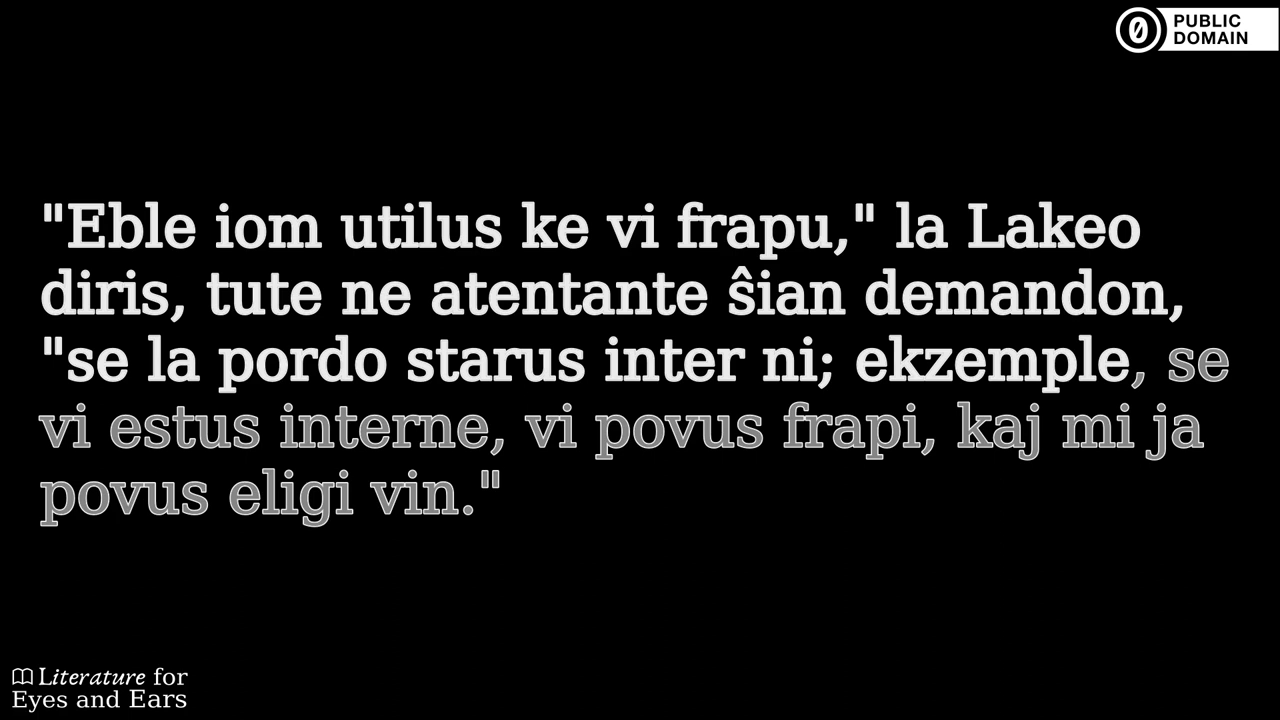 PUBLIC
DOMAIN
"Eble iom utilus ke vi frapu," la Lakeo
diris, tute ne atentante ŝian demandon,
"se la pordo starus inter ni; ekzemple, se
vi estus interne, vi povus frapi, kaj mi ja
povus eligi vin."
Literature for
Eyes and Ears